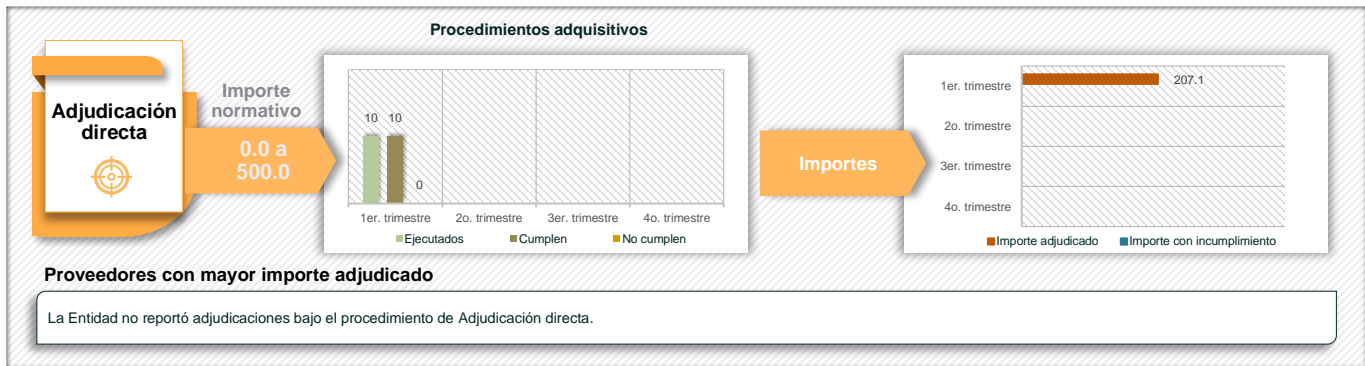 Procedimientos adquisitivos
Adjudicación
directa
Importe
normativo
0.0 a
500.0
10 10
0
1er. trimestre 2o. trimestre 3er. trimestre 4o. trimestre
Ejecutados Cumplen No cumplen
Importes
1er. trimestre 207.1
2o. trimestre
3er. trimestre
4o. trimestre
Importe adjudicado Importe con incumplimiento
Proveedores con mayor importe adjudicado
La Entidad no reportó adjudicaciones bajo el procedimiento de Adjudicación directa.